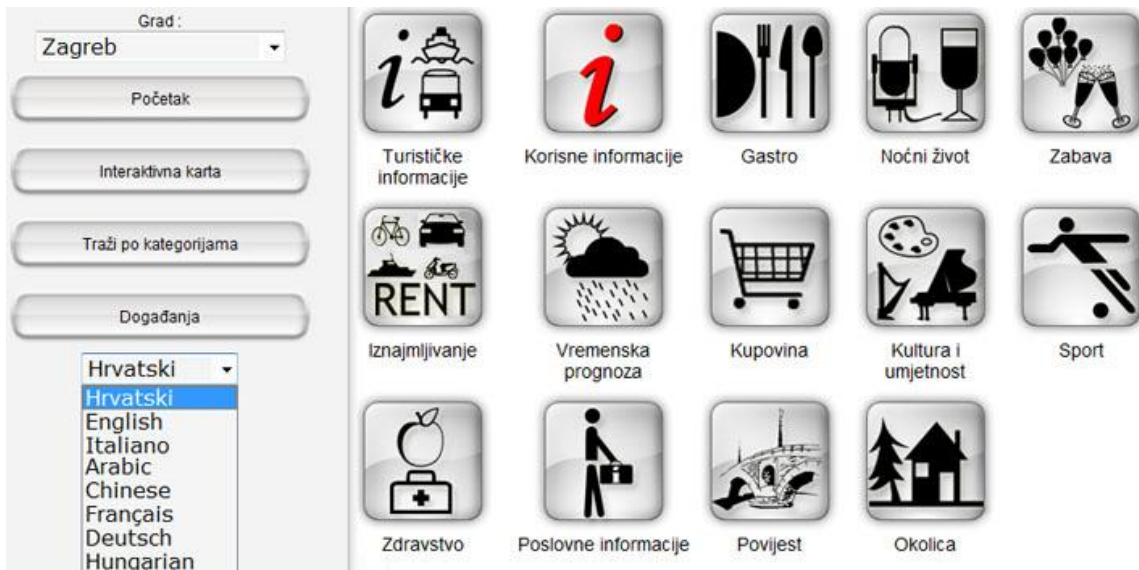 Grad :
Zagreb
Početak
Interaktivna karta
Traži po kategorijama
Događanja
Hrvatski
Hrvatski
English
Italiano
Arabic
Chinese
Français
Deutsch
Hungarian
Turističke
informacije
Korisne informacije
Gastro
Noćni život
Zabava
RENT
Iznajmljivanje
Vremenska
prognoza
Kupovina
Kultura i
umjetnost
Sport
Zdravstvo
Poslovne informacije
Povijest
Okolica